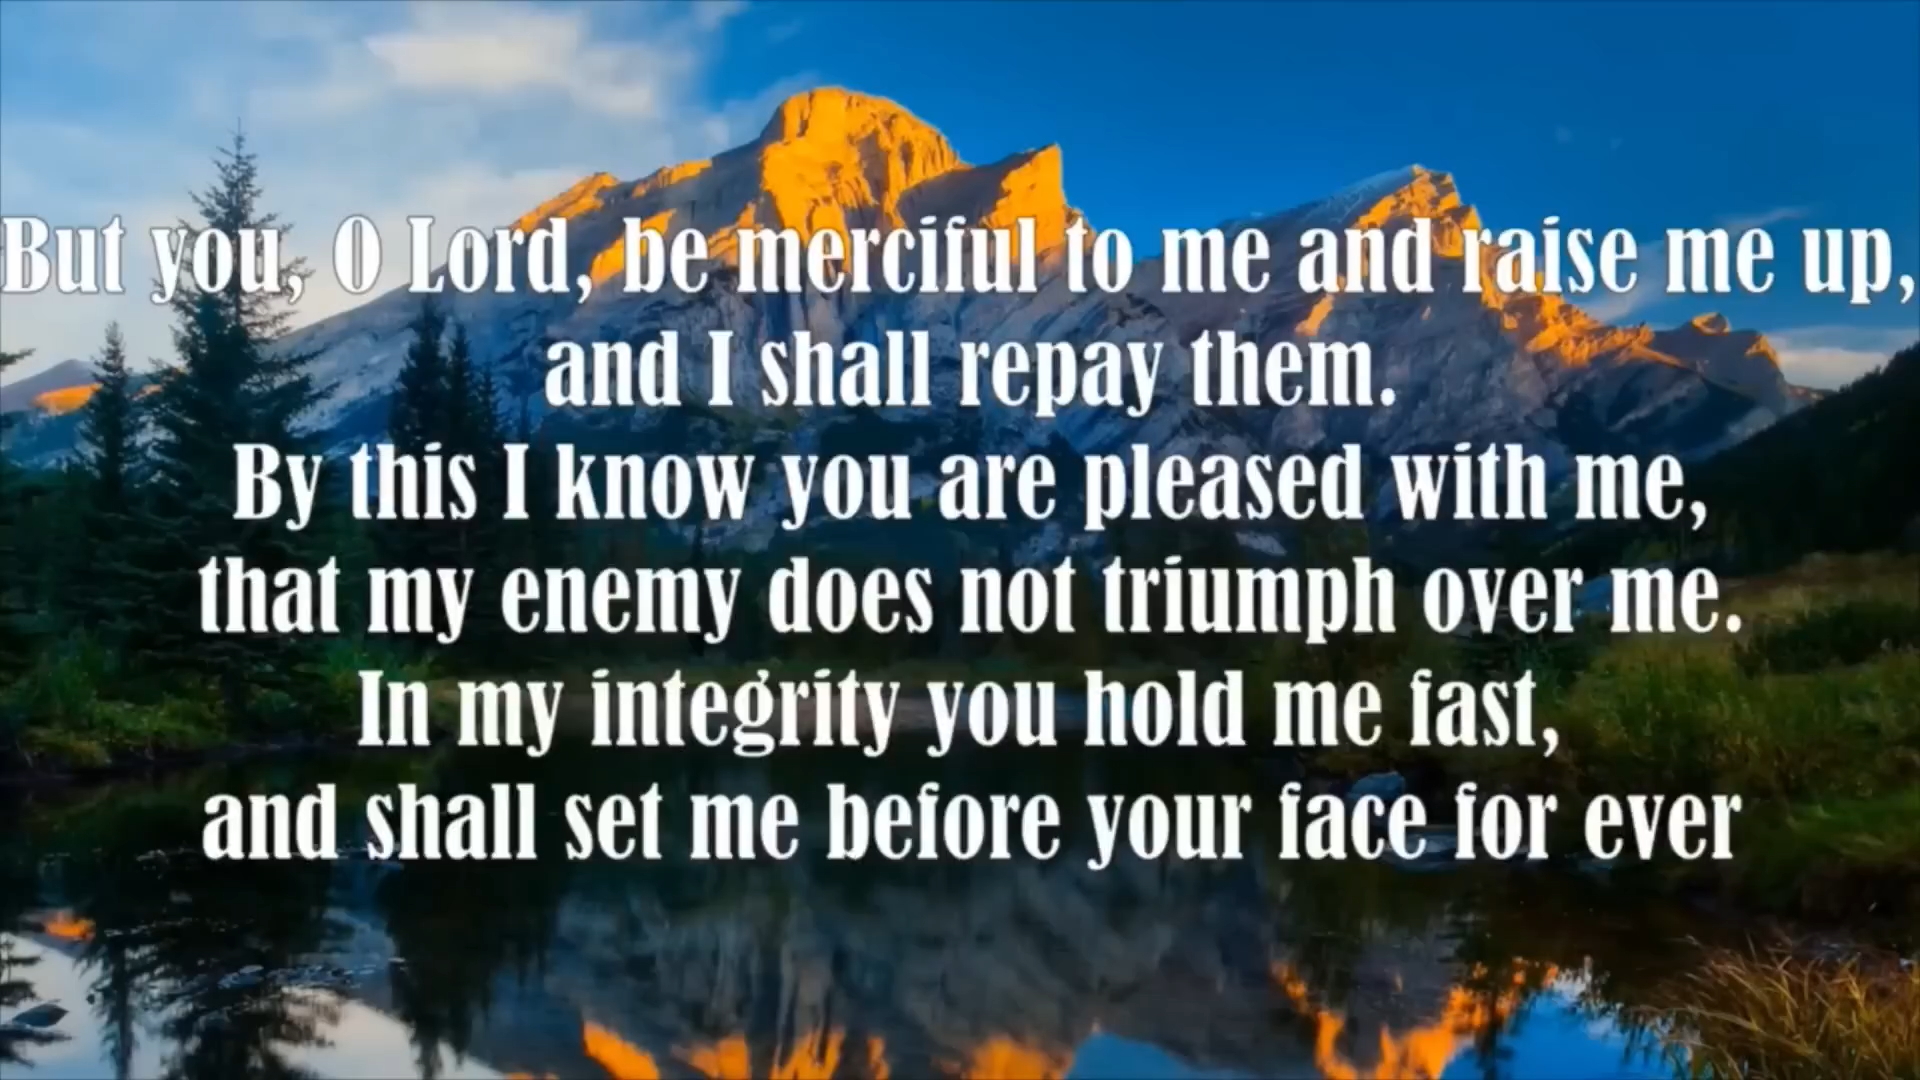 But you, O Lord, be merciful to me and raise me up,
and I shall repay them.
By this I know you are pleased with me,
that my enemy does not triumph over me.
In my integrity you hold me fast,
and shall set me before your face for ever